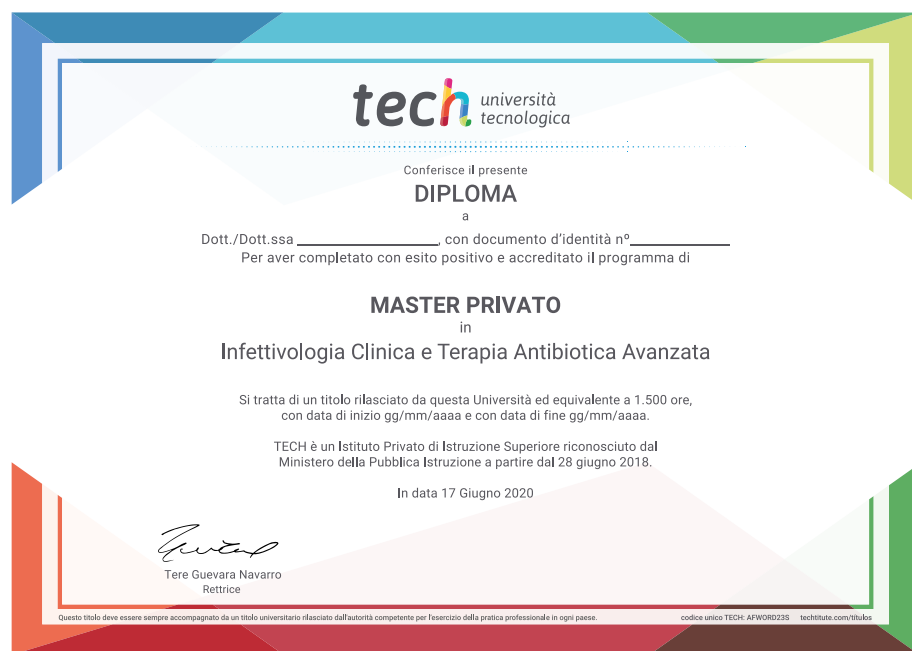 tech università
tecnologica
Conferisce il presente
DIPLOMA
a
Dott./Dott.ssa ________________, con documento d'identità nº____________
Per aver completato con esito positivo e accreditato il programma di
MASTER PRIVATO
in
Infettivologia Clinica e Terapia Antibiotica Avanzata
Si tratta di un titolo rilasciato da questa Università ed equivalente a 1.500 ore,
con data di inizio gg/mm/aaaa e con data di fine gg/mm/aaaa.
TECH è un Istituto Privato di Istruzione Superiore riconosciuto dal
Ministero della Pubblica Istruzione a partire dal 28 giugno 2018.
In data 17 Giugno 2020
Tere Guevara Navarro
Rettrice
Questo titolo deve essere sempre accompagnato da un titolo universitario rilasciato dall'autorità competente per l'esercizio della pratica professionale in ogni paese. codice unico TECH: AFWORD23S techtitute.com/titulos